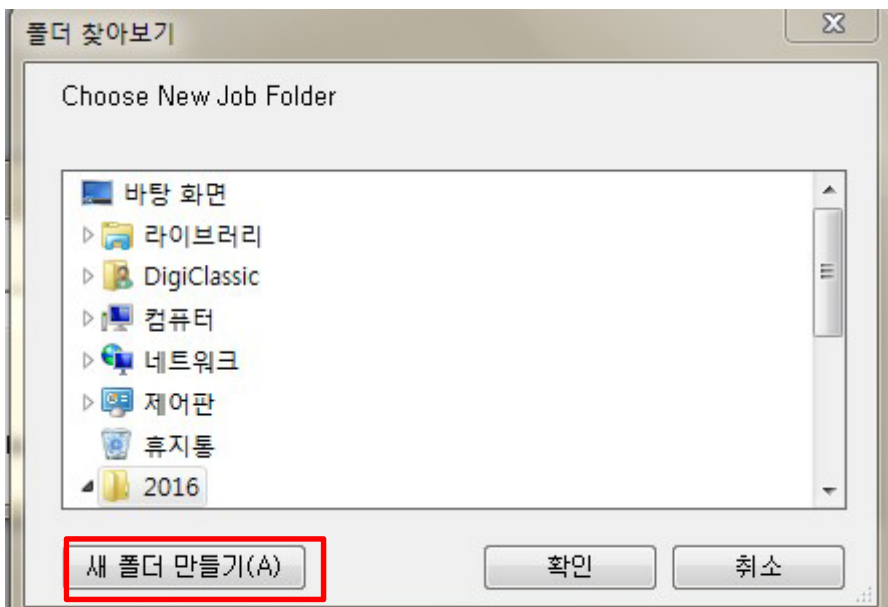 폴더 찾아보기
Choose New Job Folder
바탕 화면
라이브러리
DigiClassic
컴퓨터
네트워크
제어판
휴지통
2016
새 폴더 만들기(A) 확인 취소